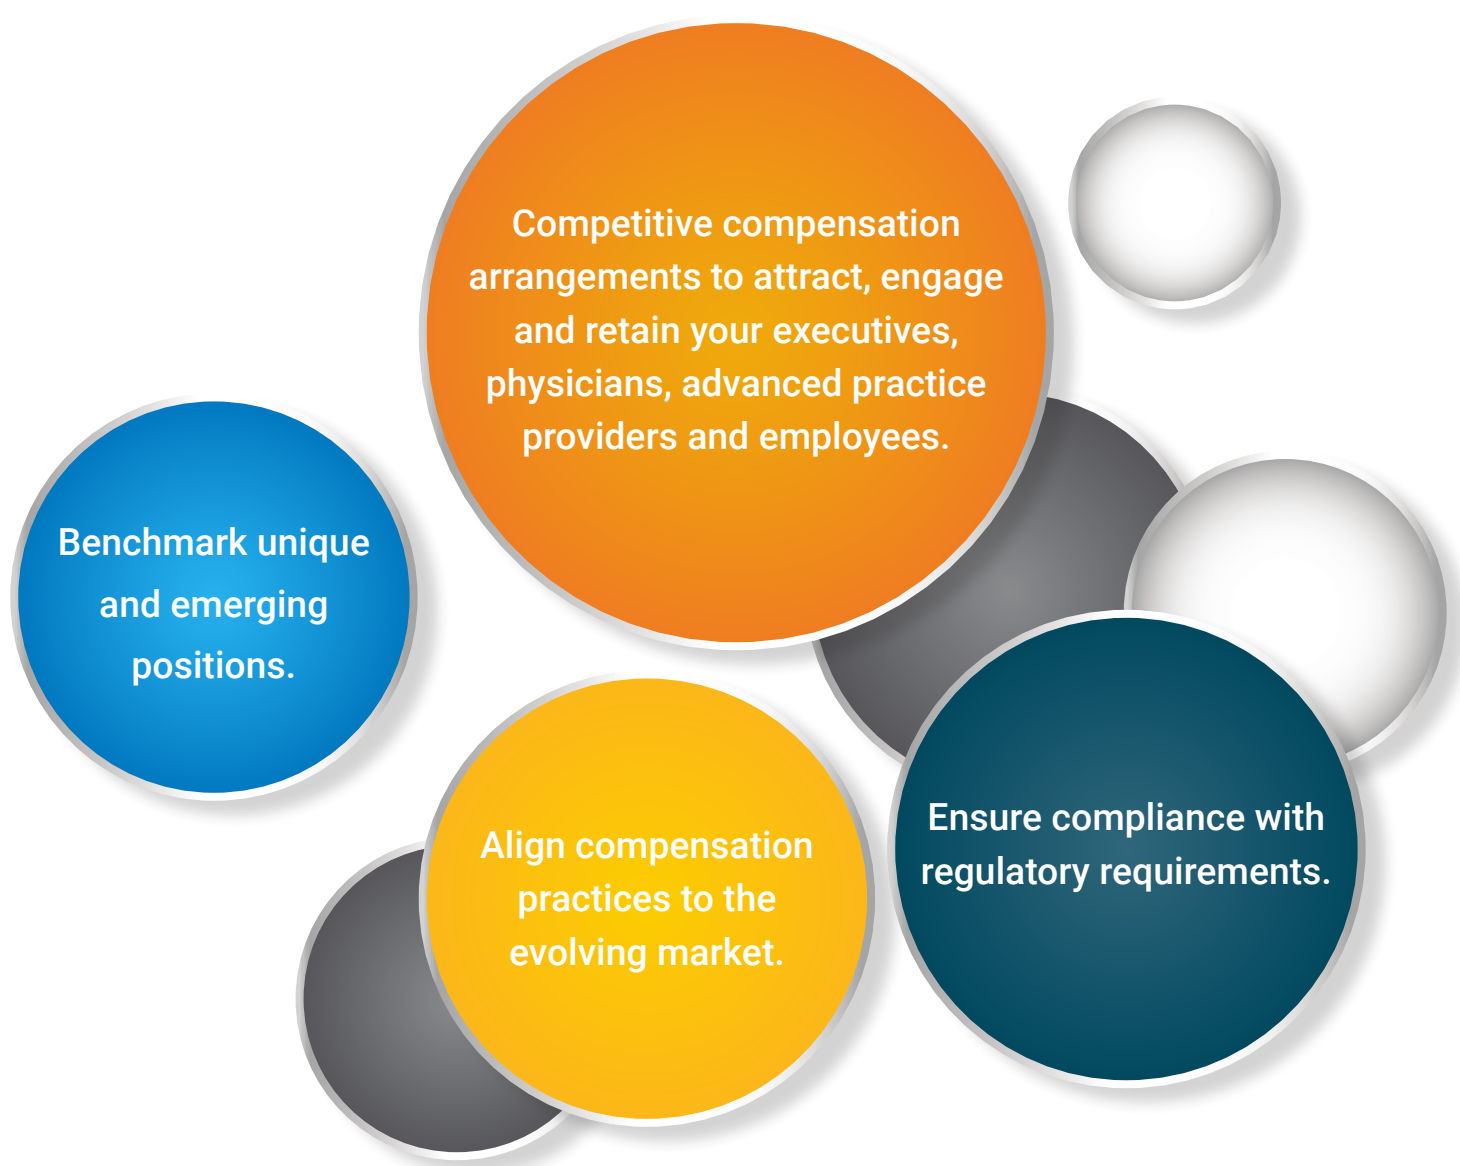 Competitive compensation
arrangements to attract, engage
and retain your executives,
physicians, advanced practice
providers and employees.
Benchmark unique
and emerging
positions.
Align compensation
practices to the
evolving market.
Ensure compliance with
regulatory requirements.